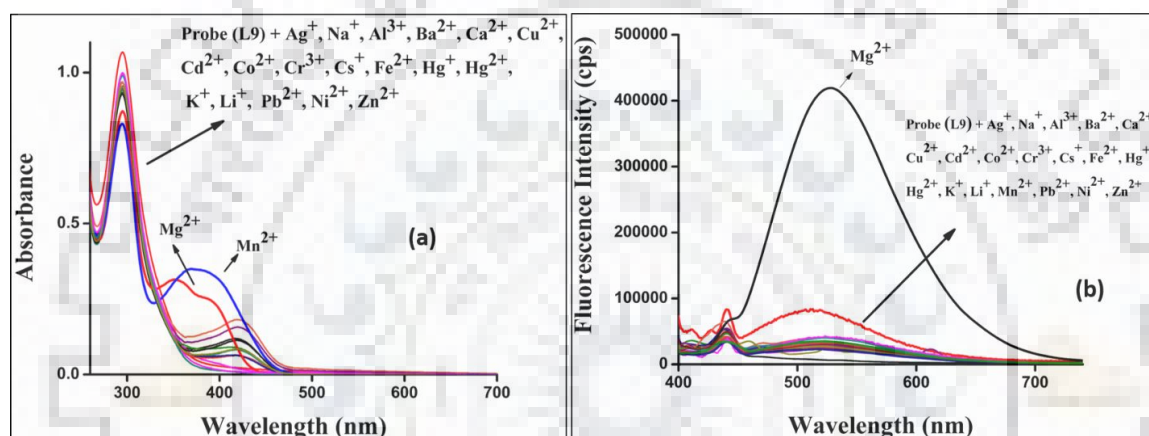 Probe (L9) + Ag⁺, Na⁺, Al³⁺, Ba²⁺, Ca²⁺, Cu²⁺,
Cd²⁺, Co²⁺, Cr³⁺, Cs⁺, Fe²⁺, Hg⁺, Hg²⁺,
K⁺, Li⁺, Pb²⁺, Ni²⁺, Zn²⁺
1.0
0.5
0.0
Absorbance
Mg²⁺
Mn²⁺
(a)
300
400
500
600
700
Wavelength (nm)
500000
400000
300000
200000
100000
0
Fluorescence Intensity (cps)
Mg²⁺
Probe (L9) + Ag⁺, Na⁺, Al³⁺, Ba²⁺, Ca²⁺
Cu²⁺, Cd²⁺, Co²⁺, Cr³⁺, Cs⁺, Fe²⁺, Hg⁺
Hg²⁺, K⁺, Li⁺, Mn²⁺, Pb²⁺, Ni²⁺, Zn²⁺
(b)
400
500
600
700
Wavelength (nm)